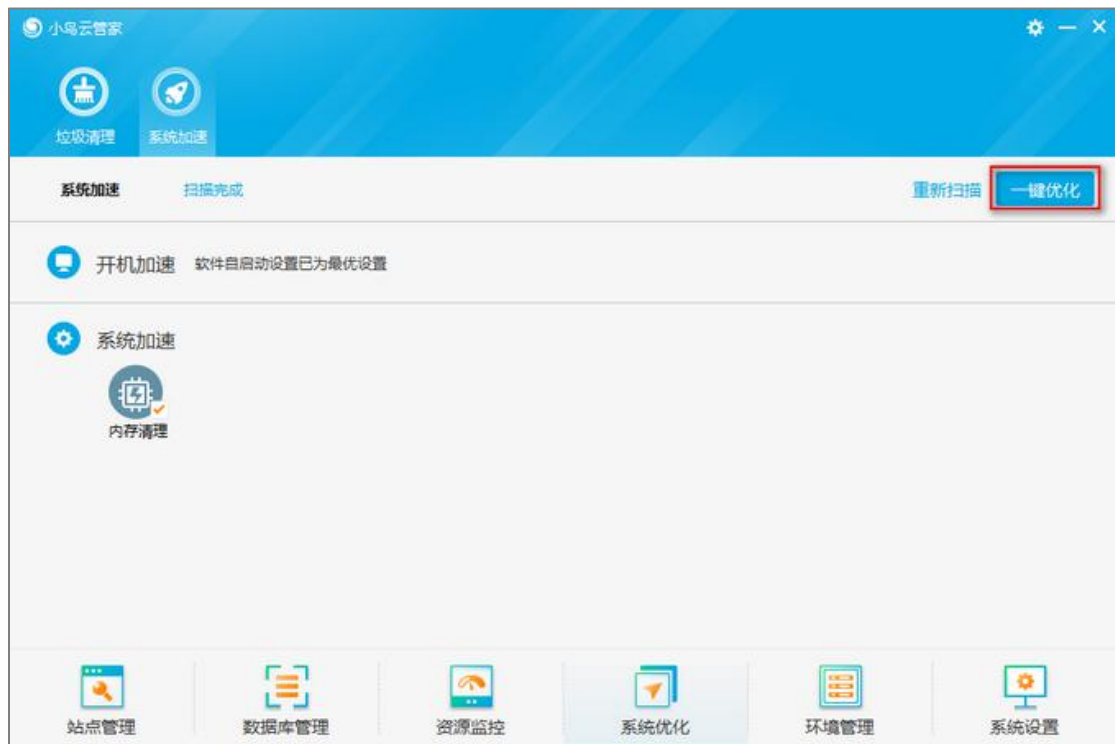 小鸟云管家
垃圾清理 系统加速
系统加速 扫描完成 重新扫描 一键优化
开机加速 软件自启动设置已为最优设置
系统加速
内存清理
站点管理 数据库管理 资源监控 系统优化 环境管理 系统设置